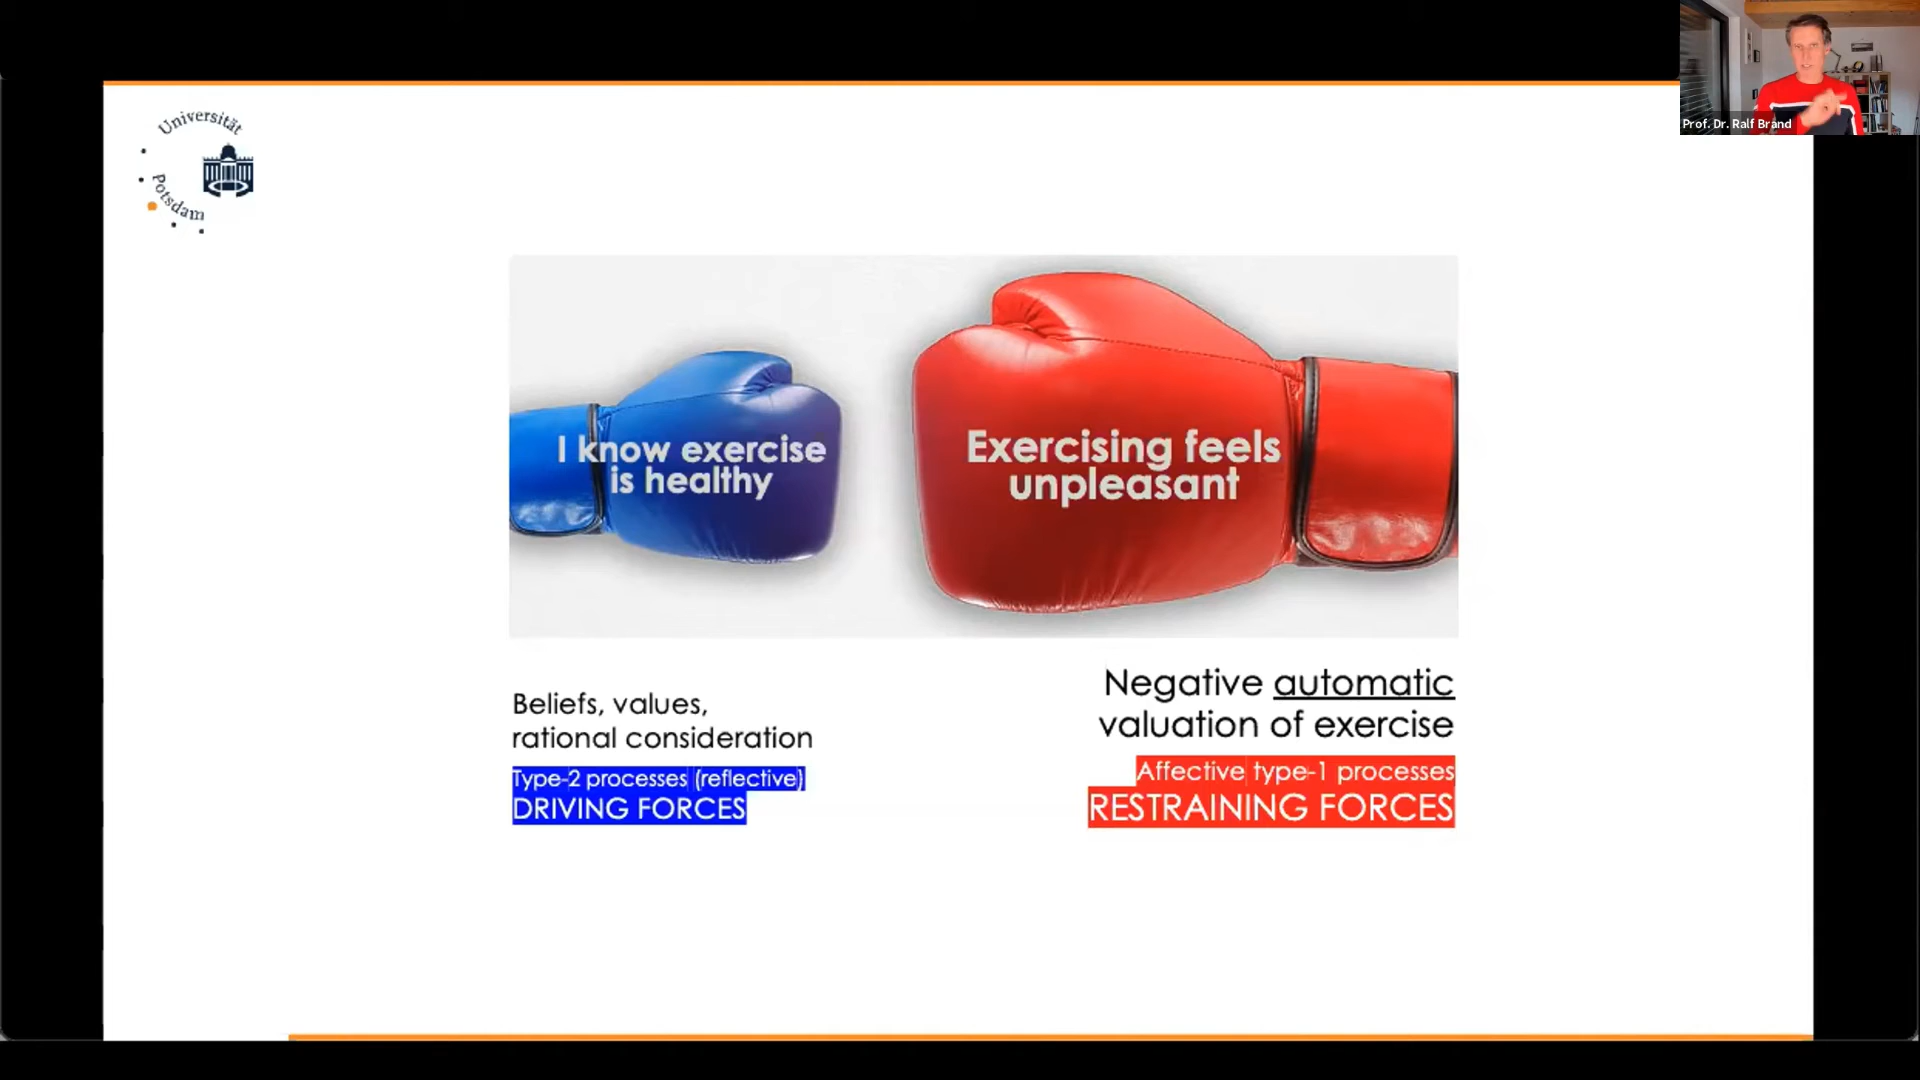 Universität
Potsdam
Prof. Dr. Ralf Brand
I know exercise
is healthy
Exercising feels
unpleasant
Beliefs, values,
rational consideration
Type-2 processes (reflective)
DRIVING FORCES
Negative automatic
valuation of exercise
Affective type-1 processes
RESTRAINING FORCES